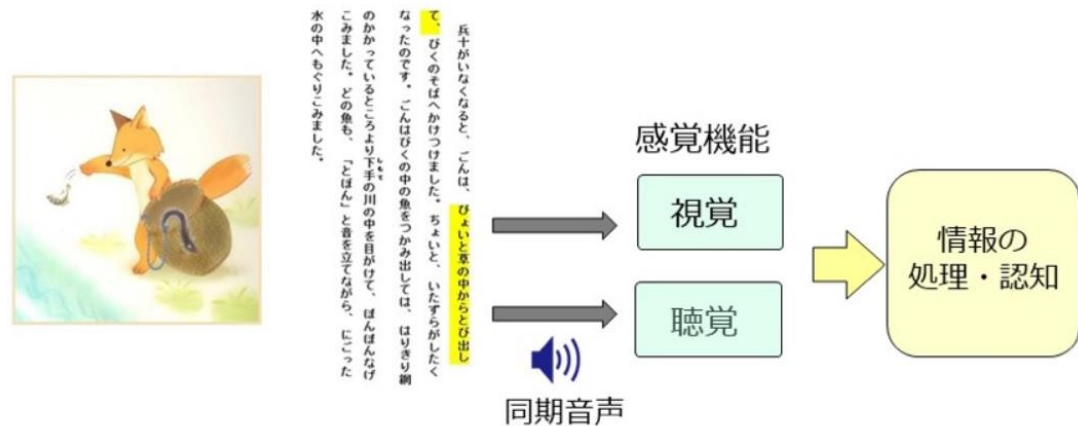 兵十がいなくなると、ごんは、ぴょいと草の中からとび出し
て、びくのそばへかけつけました。ちょいと、いたずらがしたく
なったのです。ごんはびくの中の魚をつかみ出しては、はりきり網
のかかっているところより下手の川の中を目がけて、ぽんぽんなげ
こみました。どの魚も、「とぼん」と音を立てながら、にごった
水の中へもぐりこみました。
しもて
同期音声
感覚機能
視覚
聴覚
情報の
処理・認知